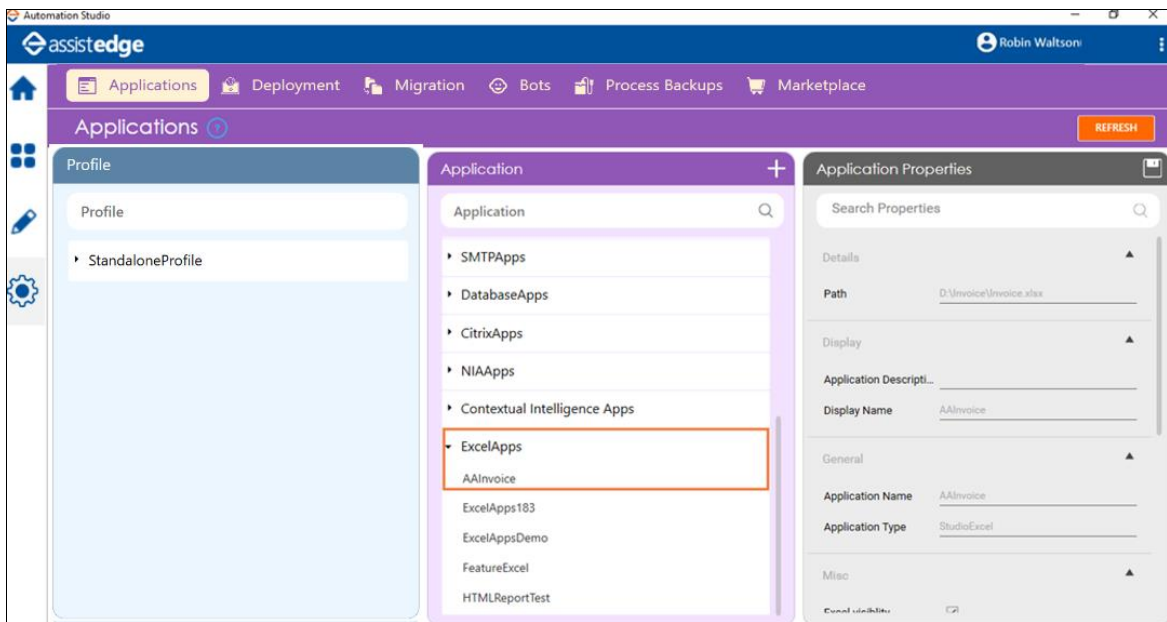 Automation Studio
assistedge
Robin Waltson
Applications
Deployment
Migration
Bots
Process Backups
Marketplace
Applications ?
REFRESH
Profile
Profile
StandaloneProfile
Application
Application
SMTPApps
DatabaseApps
CitrixApps
NIAApps
Contextual Intelligence Apps
ExcelApps
AAInvoice
ExcelApps183
ExcelAppsDemo
FeatureExcel
HTMLReportTest
Application Properties
Search Properties
Details
Path D:\Invoice\Invoice.xlsx
Display
Application Descripti...
Display Name AAInvoice
General
Application Name AAInvoice
Application Type StudioExcel
Misc
Excel visiblity